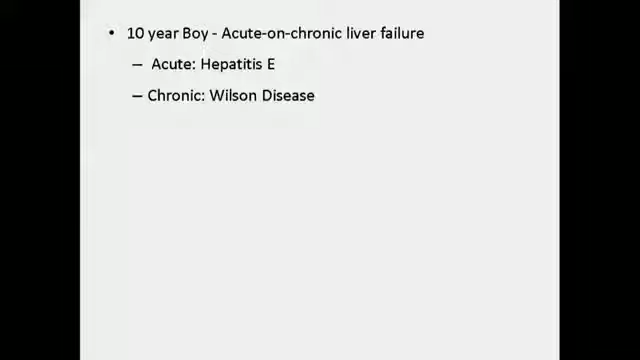 • 10 year Boy - Acute-on-chronic liver failure
– Acute: Hepatitis E
– Chronic: Wilson Disease